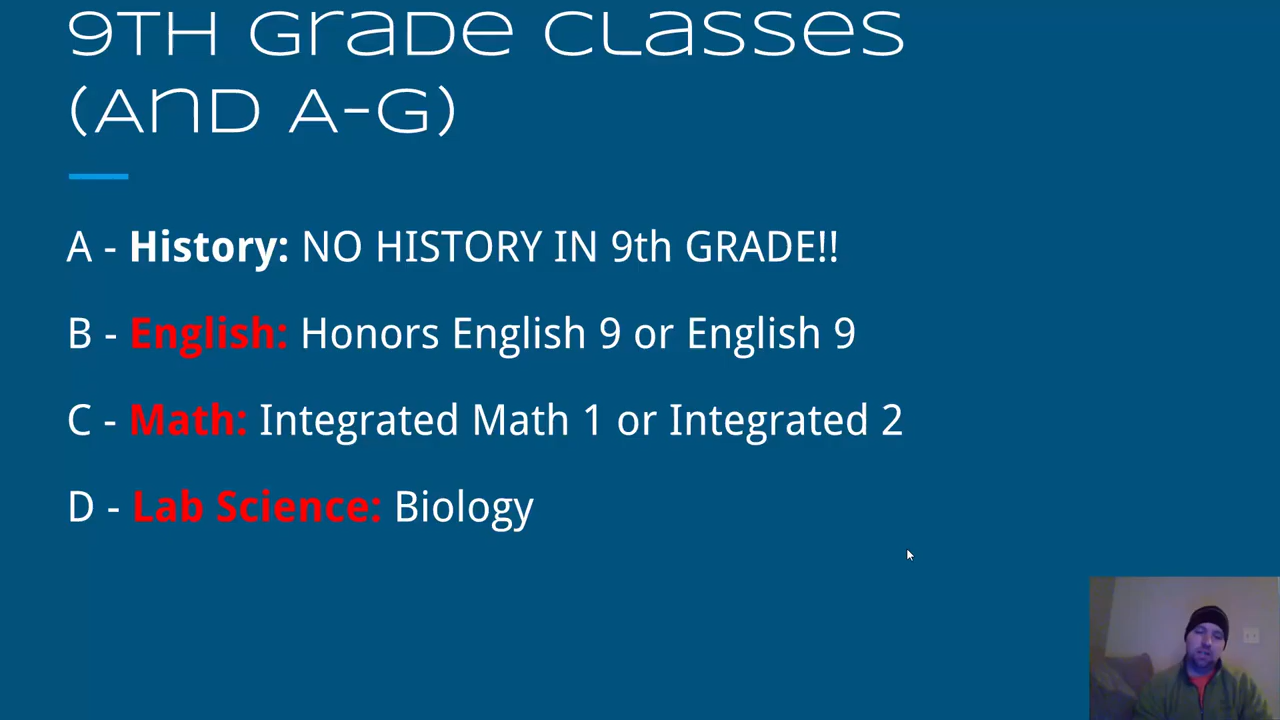 9TH Grade Classes
(And A-G)
A - History: NO HISTORY IN 9th GRADE!!
B - English: Honors English 9 or English 9
C - Math: Integrated Math 1 or Integrated 2
D - Lab Science: Biology